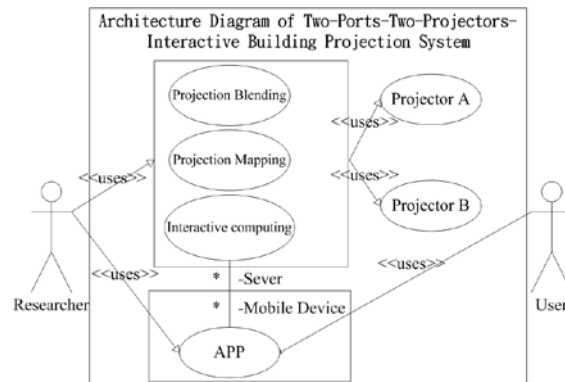 Architecture Diagram of Two-Ports-Two-Projectors-
Interactive Building Projection System
Projection Blending
Projector A
<<uses>>
<<uses>>
Projection Mapping
<<uses>>
Projector B
Interactive computing
<<uses>>
<<uses>>
* -Sever
Researcher
User
* -Mobile Device
APP